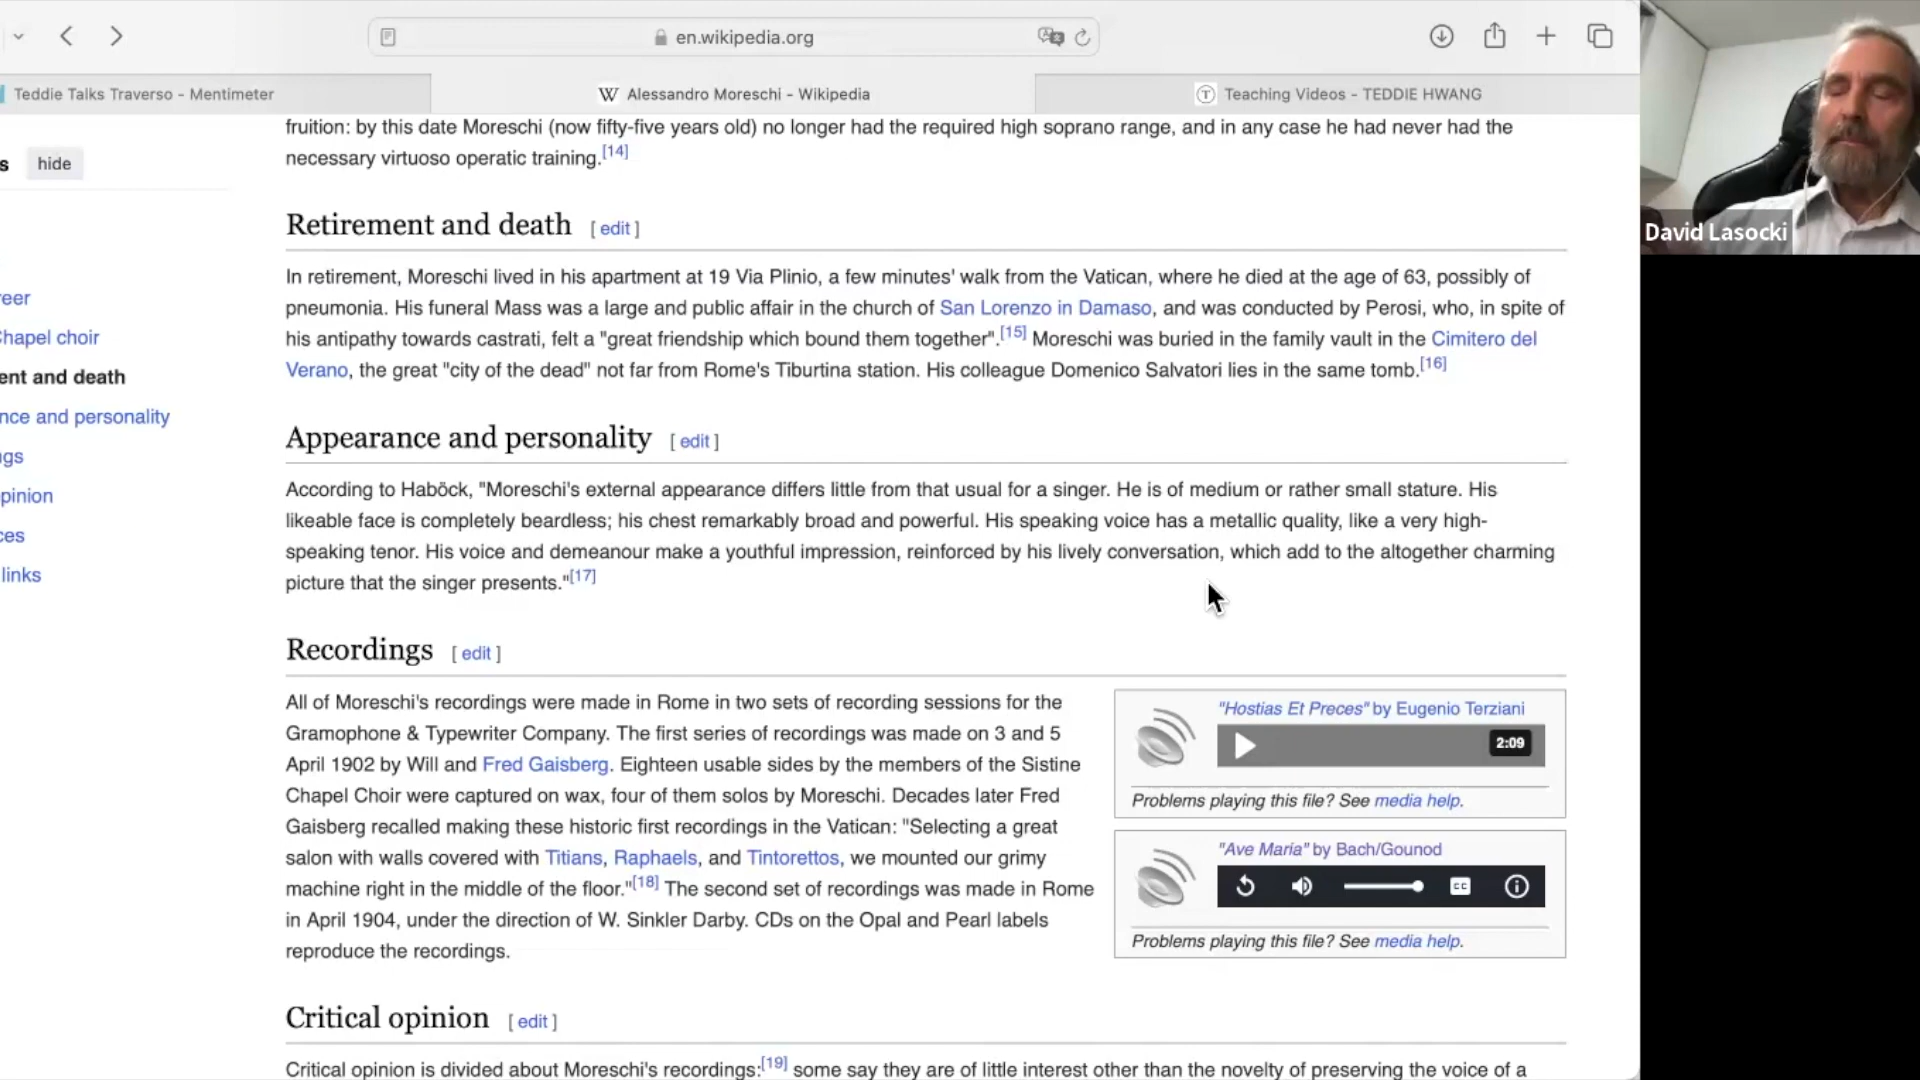 en.wikipedia.org
Teddie Talks Traverso - Mentimeter
Alessandro Moreschi - Wikipedia
Teaching Videos - TEDDIE HWANG
David Lasocki
s hide
eer
Chapel choir
ent and death
nce and personality
gs
pinion
ces
links
fruition: by this date Moreschi (now fifty-five years old) no longer had the required high soprano range, and in any case he had never had the
necessary virtuoso operatic training.[14]
Retirement and death [ edit ]
In retirement, Moreschi lived in his apartment at 19 Via Plinio, a few minutes' walk from the Vatican, where he died at the age of 63, possibly of
pneumonia. His funeral Mass was a large and public affair in the church of San Lorenzo in Damaso, and was conducted by Perosi, who, in spite of
his antipathy towards castrati, felt a "great friendship which bound them together".[15] Moreschi was buried in the family vault in the Cimitero del
Verano, the great "city of the dead" not far from Rome's Tiburtina station. His colleague Domenico Salvatori lies in the same tomb.[16]
Appearance and personality [ edit ]
According to Haböck, "Moreschi's external appearance differs little from that usual for a singer. He is of medium or rather small stature. His
likeable face is completely beardless; his chest remarkably broad and powerful. His speaking voice has a metallic quality, like a very high-
speaking tenor. His voice and demeanour make a youthful impression, reinforced by his lively conversation, which add to the altogether charming
picture that the singer presents."[17]
Recordings [ edit ]
All of Moreschi's recordings were made in Rome in two sets of recording sessions for the
Gramophone & Typewriter Company. The first series of recordings was made on 3 and 5
April 1902 by Will and Fred Gaisberg. Eighteen usable sides by the members of the Sistine
Chapel Choir were captured on wax, four of them solos by Moreschi. Decades later Fred
Gaisberg recalled making these historic first recordings in the Vatican: "Selecting a great
salon with walls covered with Titians, Raphaels, and Tintorettos, we mounted our grimy
machine right in the middle of the floor."[18] The second set of recordings was made in Rome
in April 1904, under the direction of W. Sinkler Darby. CDs on the Opal and Pearl labels
reproduce the recordings.
"Hostias Et Preces" by Eugenio Terziani
2:09
Problems playing this file? See media help.
"Ave Maria" by Bach/Gounod
CC
Problems playing this file? See media help.
Critical opinion [ edit ]
Critical opinion is divided about Moreschi's recordings:[19] some say they are of little interest other than the novelty of preserving the voice of a